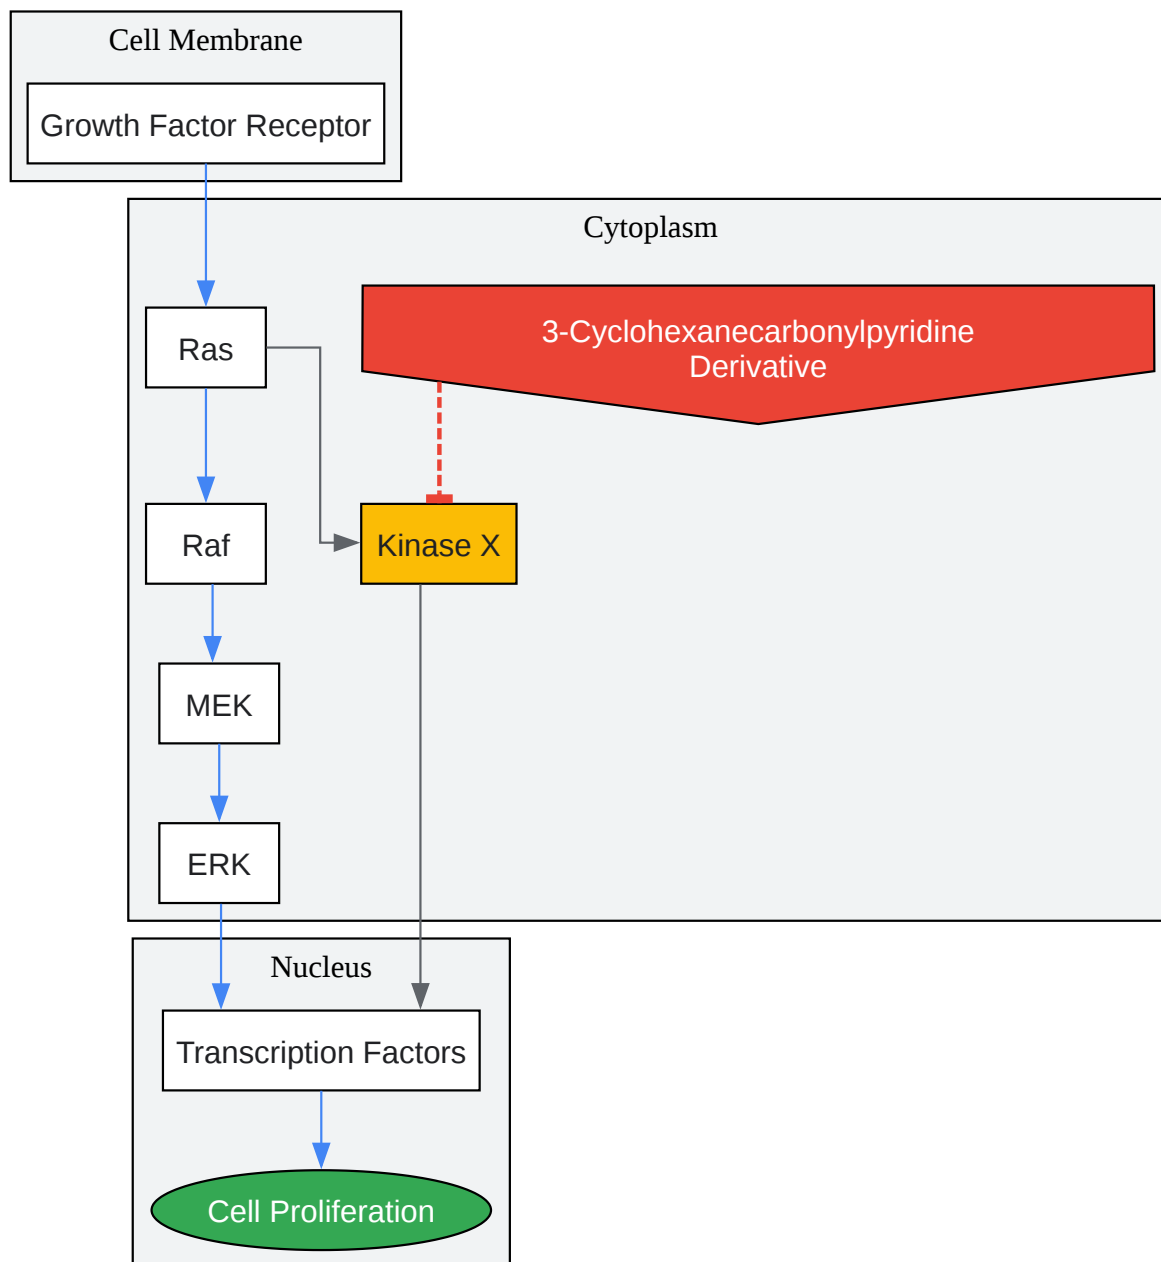 Cell Membrane
Growth Factor Receptor
Cytoplasm
3-Cyclohexanecarbonylpyridine
Derivative
Ras
Raf
Kinase X
MEK
ERK
Nucleus
Transcription Factors
Cell Proliferation